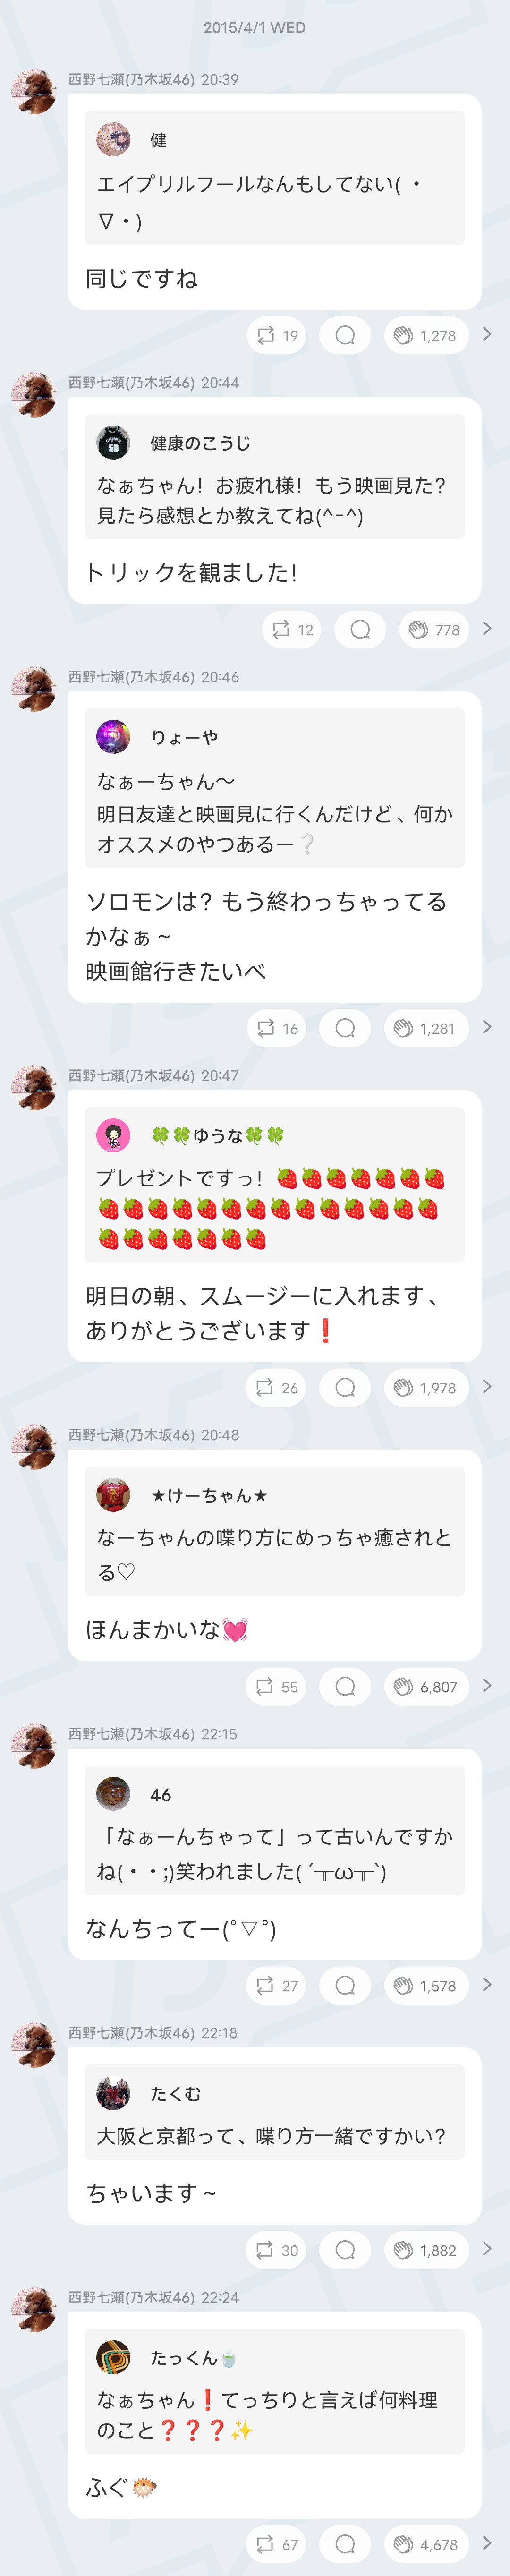 2015/4/1 WED
西野七瀬(乃木坂46) 20:39
健
エイプリルフールなんもしてない( ・
∇・)
同じですね
19 1,278
西野七瀬(乃木坂46) 20:44
健康のこうじ
なぁちゃん！お疲れ様！もう映画見た？
見たら感想とか教えてね(^-^)
トリックを観ました！
12 778
西野七瀬(乃木坂46) 20:46
りょーや
なぁーちゃん〜
明日友達と映画見に行くんだけど、何か
オススメのやつあるー❔
ソロモンは？もう終わっちゃってる
かなぁ~
映画館行きたいべ
16 1,281
西野七瀬(乃木坂46) 20:47
🍀🍀ゆうな🍀🍀
プレゼントですっ！🍓🍓🍓🍓🍓🍓🍓
🍓🍓🍓🍓🍓🍓🍓🍓🍓🍓🍓🍓🍓🍓
🍓🍓🍓🍓🍓🍓🍓
明日の朝、スムージーに入れます、
ありがとうございます❗
26 1,978
西野七瀬(乃木坂46) 20:48
★けーちゃん★
なーちゃんの喋り方にめっちゃ癒されと
る♡
ほんまかいな💓
55 6,807
西野七瀬(乃木坂46) 22:15
46
「なぁーんちゃって」って古いんですか
ね(・・;)笑われました( ´╥ω╥`)
なんちってー(°▽°)
27 1,578
西野七瀬(乃木坂46) 22:18
たくむ
大阪と京都って、喋り方一緒ですかい？
ちゃいます~
30 1,882
西野七瀬(乃木坂46) 22:24
たっくん🍵
なぁちゃん❗てっちりと言えば何料理
のこと❓❓❓✨
ふぐ🐡
67 4,678